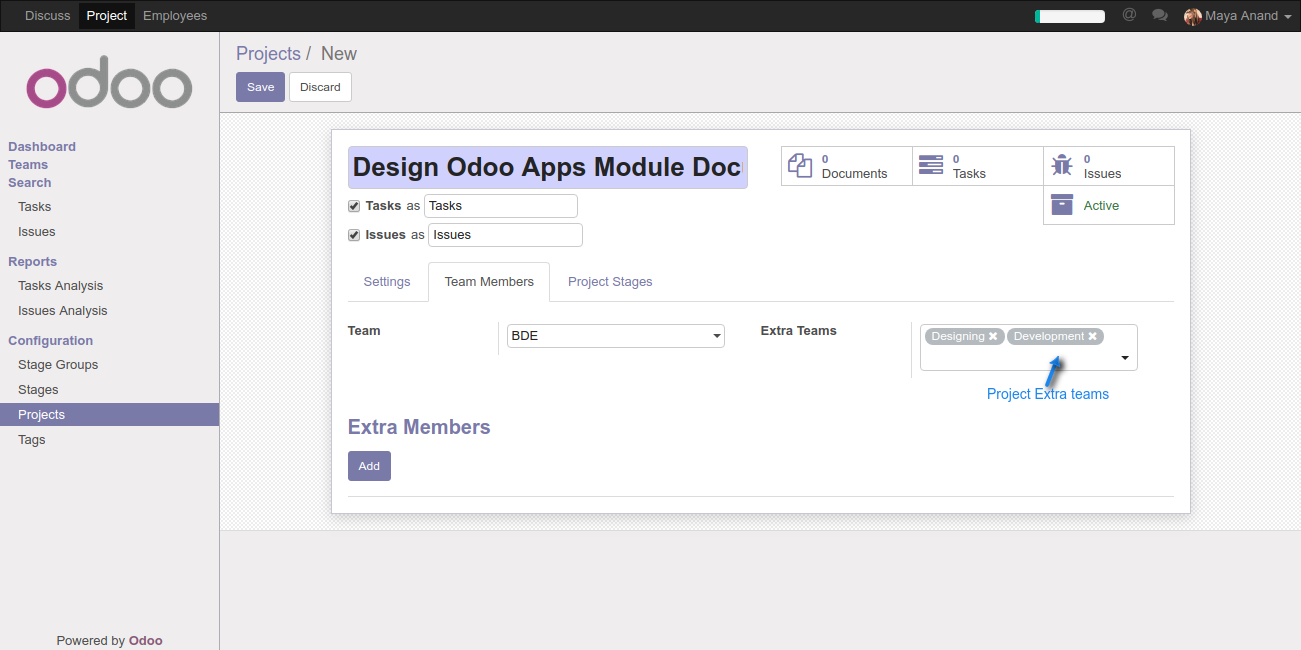 Discuss Project Employees @ Maya Anand
odoo
Dashboard
Teams
Search
Tasks
Issues
Reports
Tasks Analysis
Issues Analysis
Configuration
Stage Groups
Stages
Projects
Tags
Powered by Odoo
Projects / New
Save Discard
Design Odoo Apps Module Doc
0
Documents
0
Tasks
0
Issues
Active
Tasks as Tasks
Issues as Issues
Settings Team Members Project Stages
Team BDE
Extra Teams Designing Development
Project Extra teams
Extra Members
Add